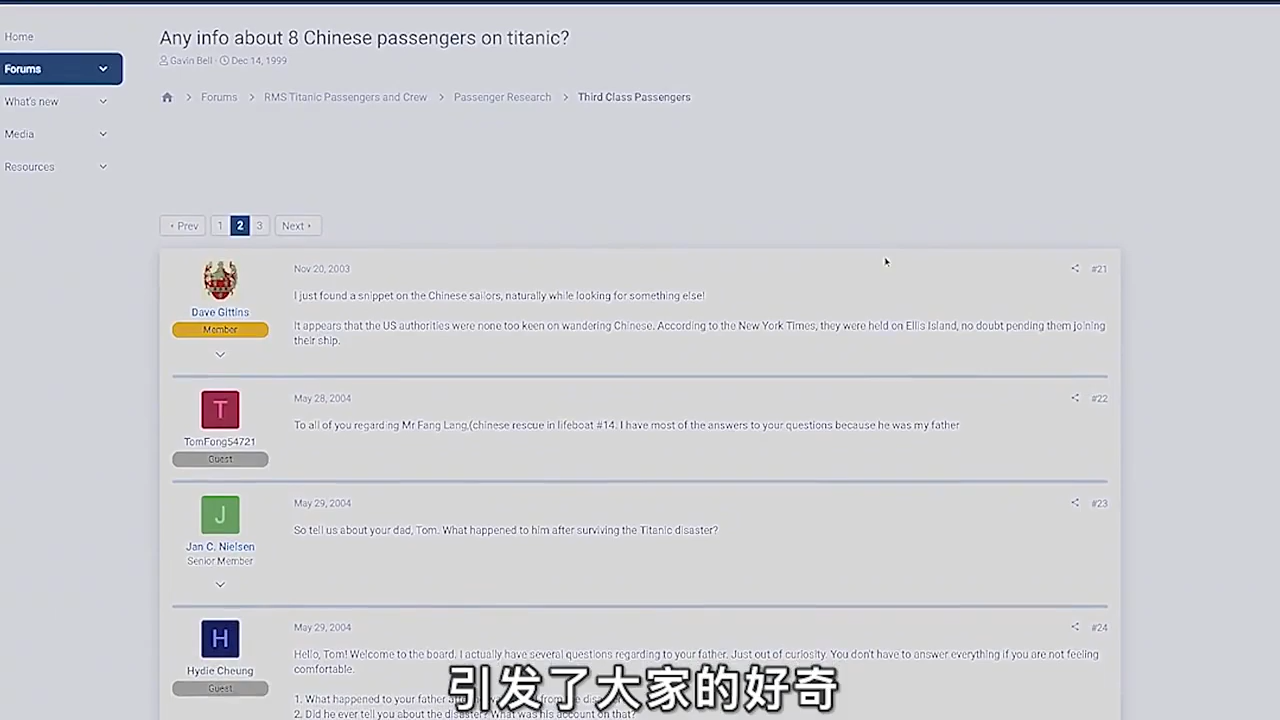 Home
Forums
What's new
Media
Resources
Any info about 8 Chinese passengers on titanic?
Gavin Bell · Dec 14, 1999
Forums > RMS Titanic Passengers and Crew > Passenger Research > Third Class Passengers
Prev 1 2 3 Next
Dave Gittins
Member
Nov 20, 2003
#21
I just found a snippet on the Chinese sailors, naturally while looking for something else!
It appears that the US authorities were none too keen on wandering Chinese. According to the New York Times, they were held on Ellis Island, no doubt pending them joining
their ship.
T
TomFong54721
Guest
May 28, 2004
#22
To all of you regarding Mr Fang Lang,(chinese rescue in lifeboat #14. I have most of the answers to your questions because he was my father
J
Jan C. Nielsen
Senior Member
May 29, 2004
#23
So tell us about your dad, Tom. What happened to him after surviving the Titanic disaster?
H
Hydie Cheung
Guest
May 29, 2004
#24
Hello, Tom! Welcome to the board. I actually have several questions regarding to your father. Just out of curiosity. You don't have to answer everything if you are not feeling
comfortable.
1. What happened to your father
2. Did he ever tell you about the disaster? What was his account on that?
引发了大家的好奇